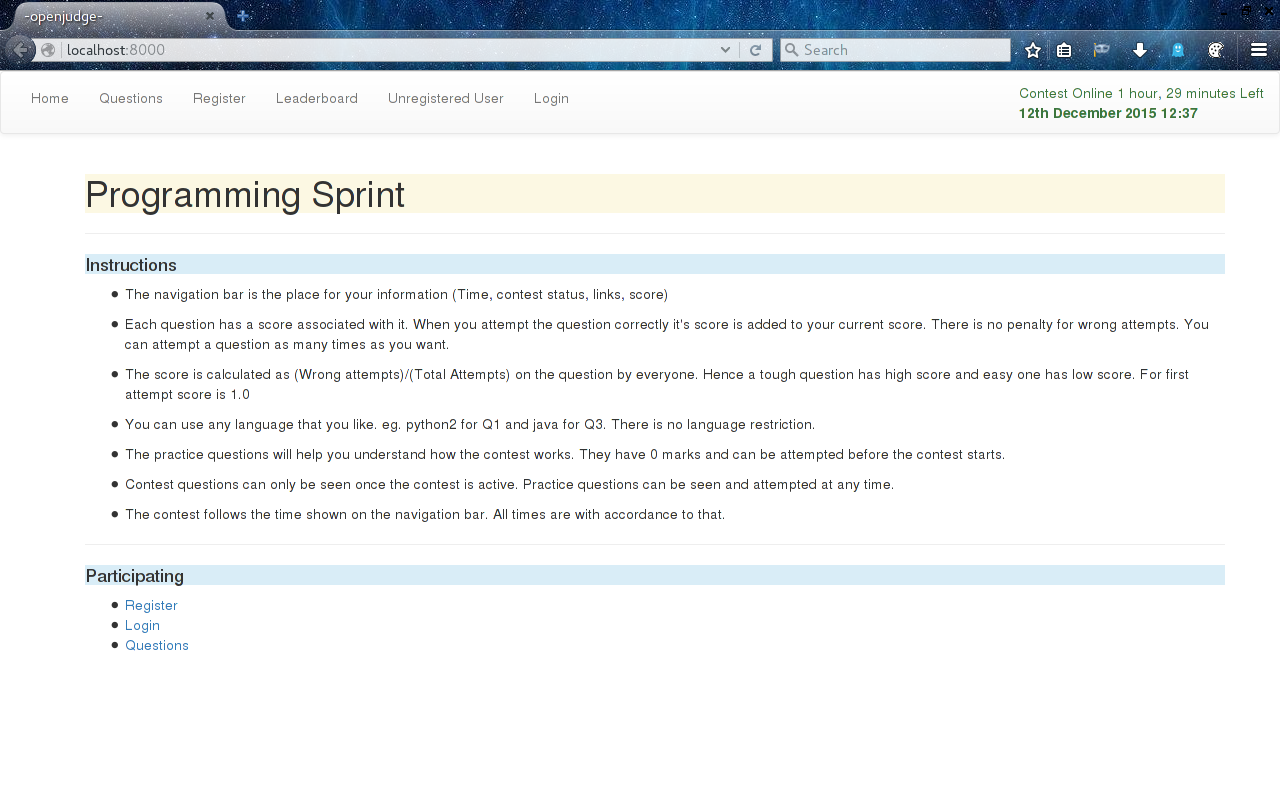 -openjudge-
localhost:8000
Search
Home Questions Register Leaderboard Unregistered User Login
Contest Online 1 hour, 29 minutes Left
12th December 2015 12:37
Programming Sprint
Instructions
The navigation bar is the place for your information (Time, contest status, links, score)
Each question has a score associated with it. When you attempt the question correctly it's score is added to your current score. There is no penalty for wrong attempts. You
can attempt a question as many times as you want.
The score is calculated as (Wrong attempts)/(Total Attempts) on the question by everyone. Hence a tough question has high score and easy one has low score. For first
attempt score is 1.0
You can use any language that you like. eg. python2 for Q1 and java for Q3. There is no language restriction.
The practice questions will help you understand how the contest works. They have 0 marks and can be attempted before the contest starts.
Contest questions can only be seen once the contest is active. Practice questions can be seen and attempted at any time.
The contest follows the time shown on the navigation bar. All times are with accordance to that.
Participating
Register
Login
Questions